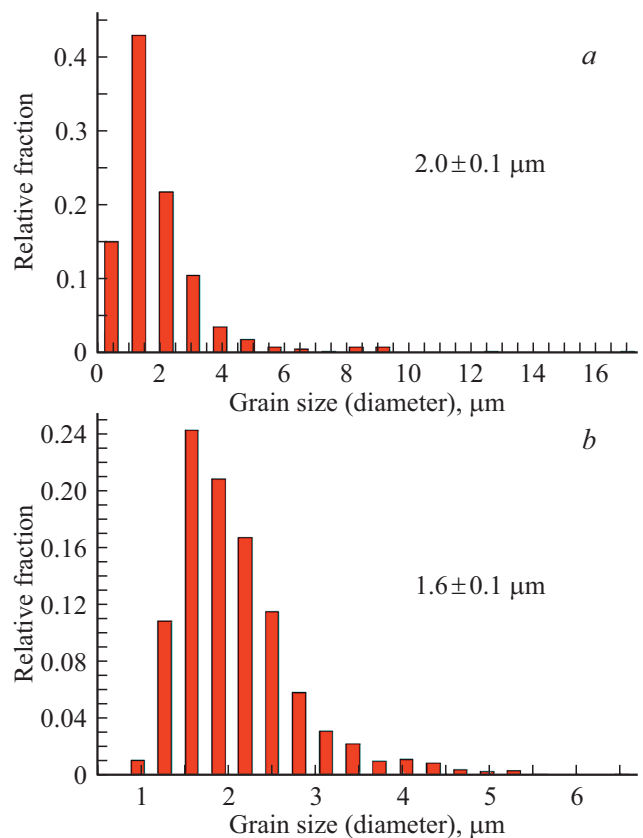 a
0.4
0.3
2.0±0.1 μm
0.2
0.1
0
Relative fraction
0 2 4 6 8 10 12 14 16
Grain size (diameter), μm
b
0.24
0.20
0.16
1.6±0.1 μm
0.12
0.08
0.04
0
Relative fraction
1 2 3 4 5 6
Grain size (diameter), μm